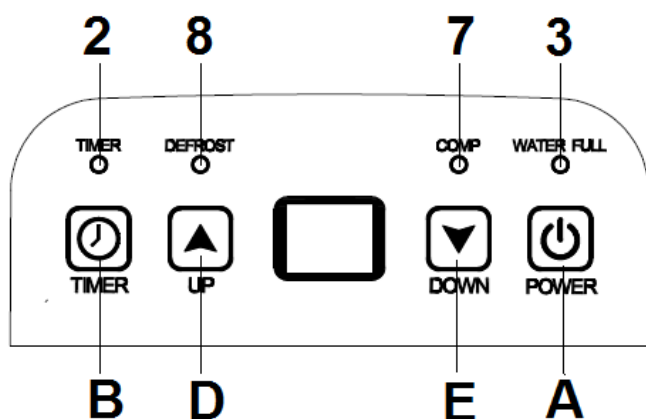 2 8 7 3
TIMER DEFROST COMP WATER FULL
TIMER UP DOWN POWER
B D E A